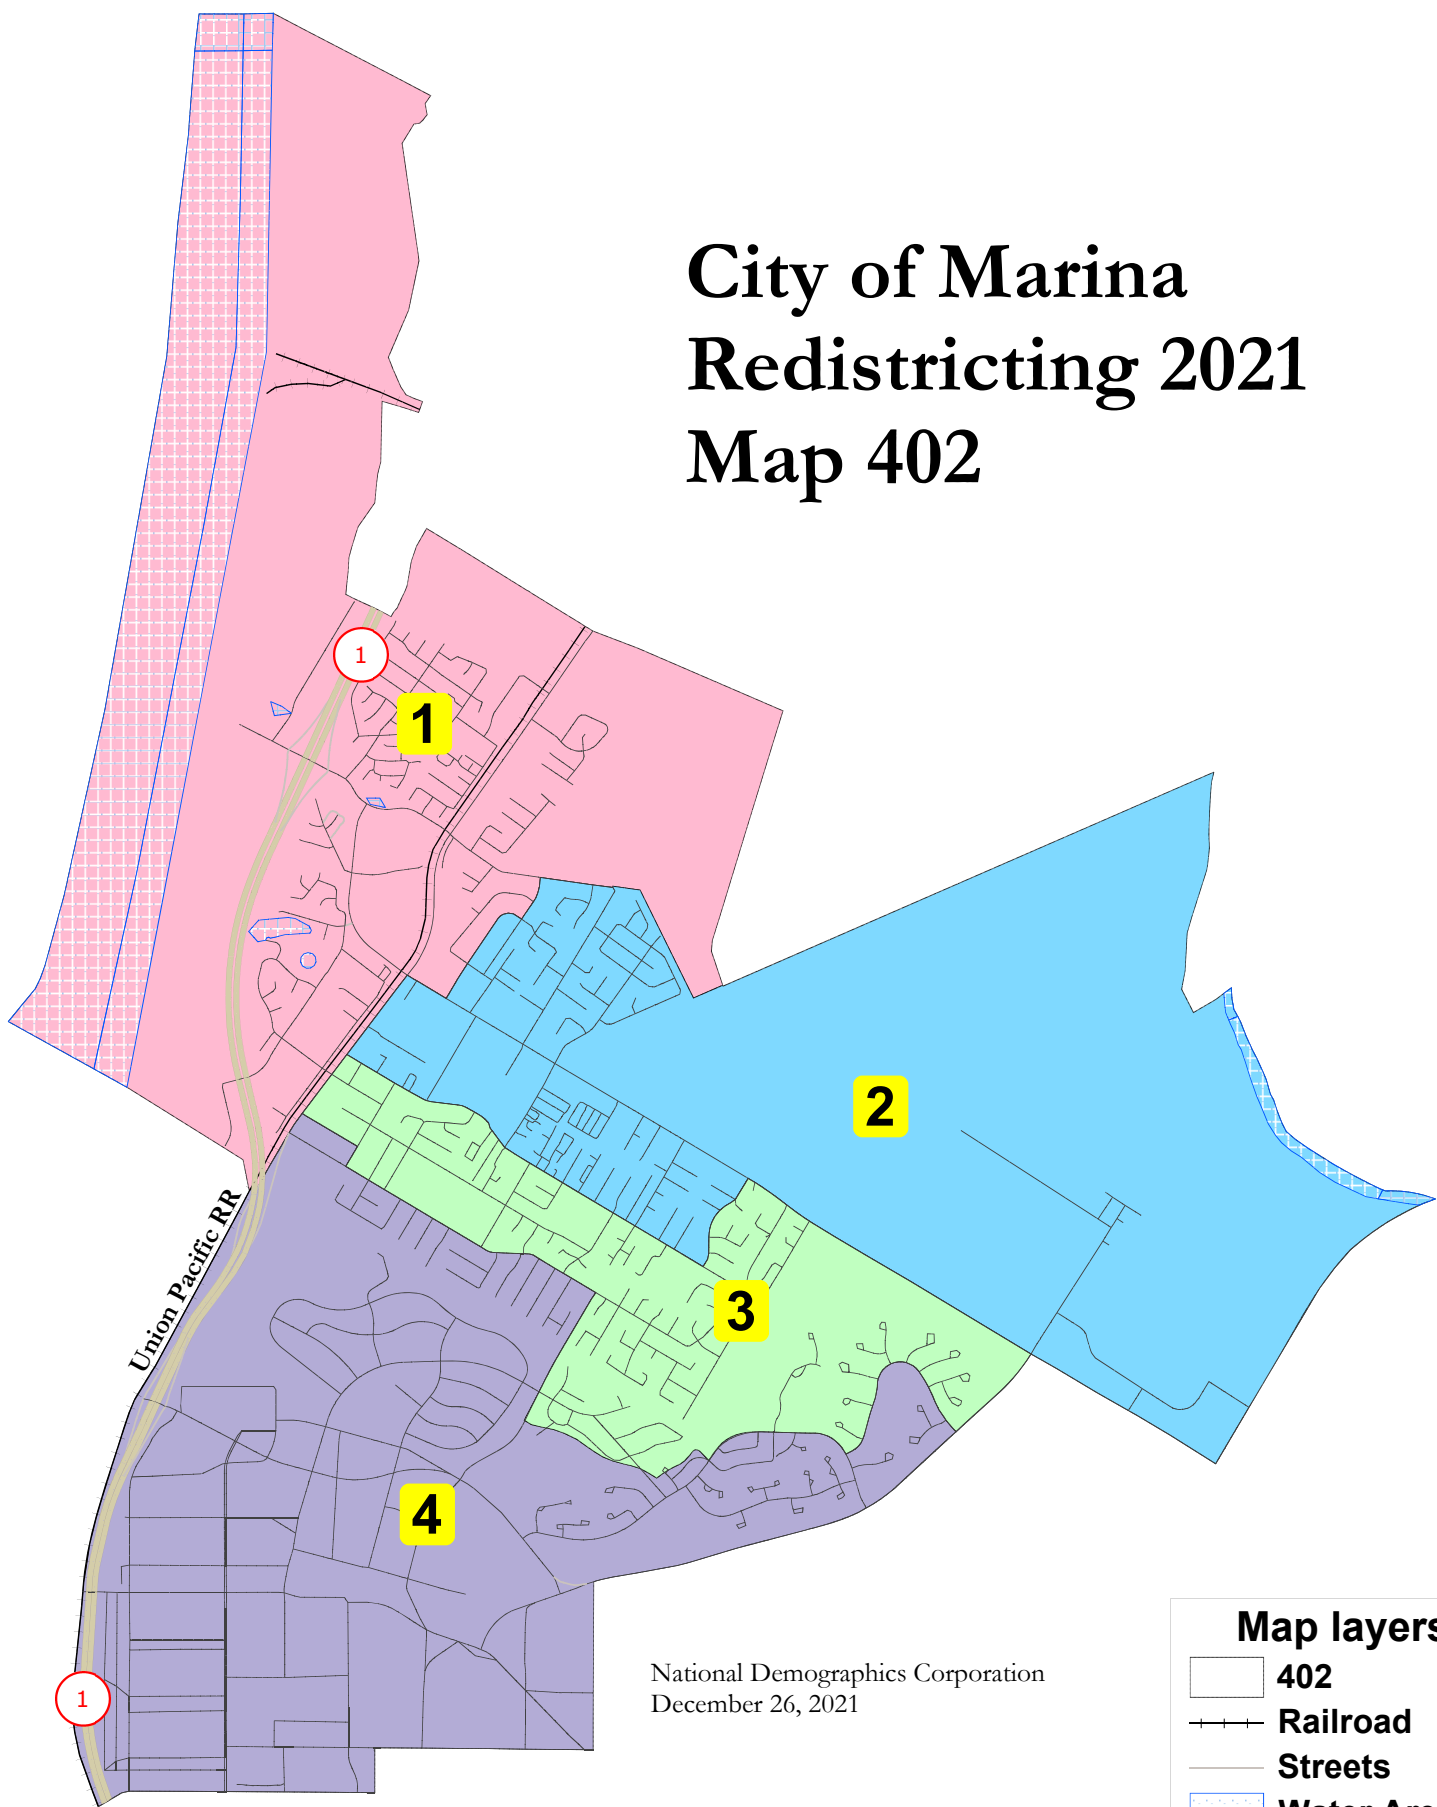 City of Marina
Redistricting 2021
Map 402
1
1
2
Union Pacific RR
3
4
1
National Demographics Corporation
December 26, 2021
Map layers
402
Railroad
Streets
Water